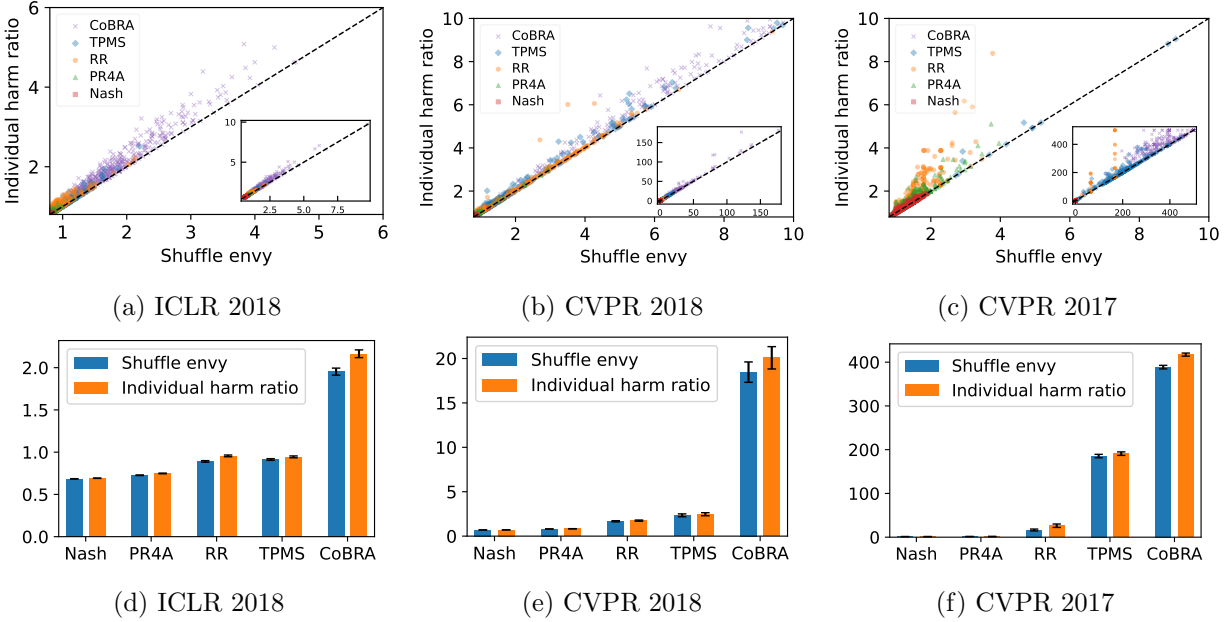 6
4
2
1
2
3
4
5
6
Individual harm ratio
Shuffle envy
CoBRA
TPMS
RR
PR4A
Nash
10
5
2.5
5.0
7.5
(a) ICLR 2018
10
8
6
4
2
2
4
6
8
10
Individual harm ratio
Shuffle envy
CoBRA
TPMS
RR
PR4A
Nash
150
100
50
0
0
50
100
150
(b) CVPR 2018
10
8
6
4
2
2
4
6
8
10
Individual harm ratio
Shuffle envy
CoBRA
TPMS
RR
PR4A
Nash
400
200
0
0
200
400
(c) CVPR 2017
2.0
1.5
1.0
0.5
0.0
Shuffle envy
Individual harm ratio
Nash PR4A RR TPMS CoBRA
(d) ICLR 2018
20
15
10
5
0
Shuffle envy
Individual harm ratio
Nash PR4A RR TPMS CoBRA
(e) CVPR 2018
400
300
200
100
0
Shuffle envy
Individual harm ratio
Nash PR4A RR TPMS CoBRA
(f) CVPR 2017